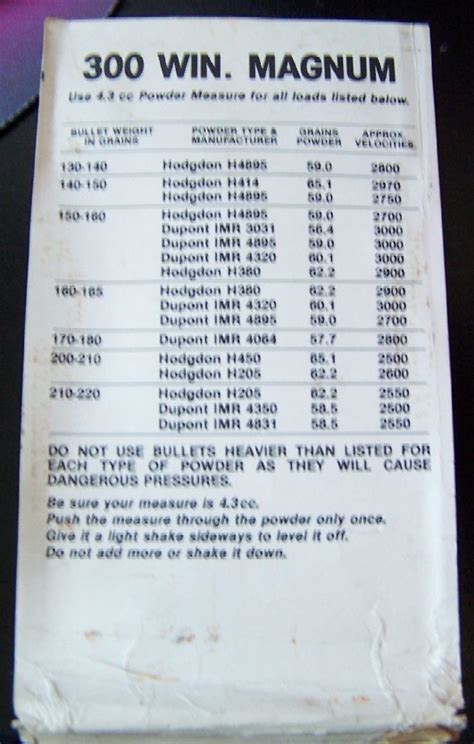 300 WIN. MAGNUM
Use 4.3 cc Powder Measure for all loads listed below.
BULLET WEIGHT IN GRAINS POWDER TYPE & MANUFACTURER GRAINS POWDER APPROX. VELOCITIES
130-140 Hodgdon H4895 59.0 2800
140-150 Hodgdon H414 65.1 2970
Hodgdon H4895 59.0 2750
150-160 Hodgdon H4895 59.0 2700
Dupont IMR 3031 56.4 3000
Dupont IMR 4895 59.0 3000
Dupont IMR 4320 60.1 3000
Hodgdon H380 62.2 2900
160-165 Hodgdon H380 62.2 2900
Dupont IMR 4320 60.1 3000
Dupont IMR 4895 59.0 2700
170-180 Dupont IMR 4064 57.7 2800
200-210 Hodgdon H450 65.1 2500
Hodgdon H205 62.2 2600
210-220 Hodgdon H205 62.2 2550
Dupont IMR 4350 58.5 2500
Dupont IMR 4831 58.5 2550
DO NOT USE BULLETS HEAVIER THAN LISTED FOR
EACH TYPE OF POWDER AS THEY WILL CAUSE
DANGEROUS PRESSURES.
Be sure your measure is 4.3cc.
Push the measure through the powder only once.
Give it a light shake sideways to level it off.
Do not add more or shake it down.